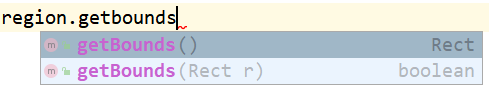 region.getbounds
getBounds() Rect
getBounds(Rect r) boolean